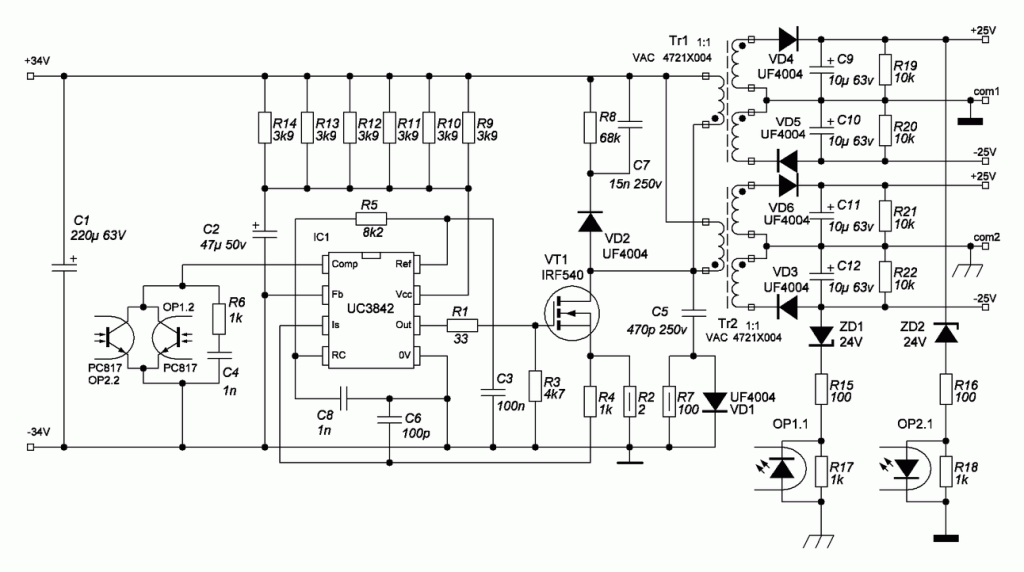 +34V
-34V
C1
220µ 63V
R14
3k9
R13
3k9
R12
3k9
R11
3k9
R10
3k9
R9
3k9
C2
47µ 50v
R5
8k2
IC1
Comp
Ref
Fb
Vcc
UC3842
Is
Out
RC
0V
OP1.2
R6
1k
PC817
OP2.2
PC817
C4
1n
C8
1n
C6
100p
C3
100n
R1
33
R3
4k7
VT1
IRF540
R4
1k
R2
2
R7
100
UF4004
VD1
R8
68k
C7
15n 250v
VD2
UF4004
C5
470p 250v
Tr1 1:1
VAC 4721X004
Tr2 1:1
VAC 4721X004
VD4
UF4004
C9
10µ 63v
R19
10k
+25V
com1
VD5
UF4004
C10
10µ 63v
R20
10k
-25V
+25V
VD6
UF4004
C11
10µ 63v
R21
10k
com2
VD3
UF4004
C12
10µ 63v
R22
10k
-25V
ZD1
24V
ZD2
24V
R15
100
R16
100
OP1.1
OP2.1
R17
1k
R18
1k